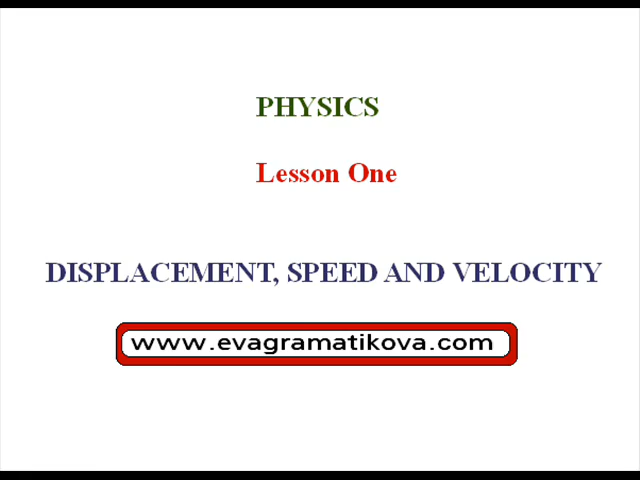 PHYSICS
Lesson One
DISPLACEMENT, SPEED AND VELOCITY
www.evagramatikova.com